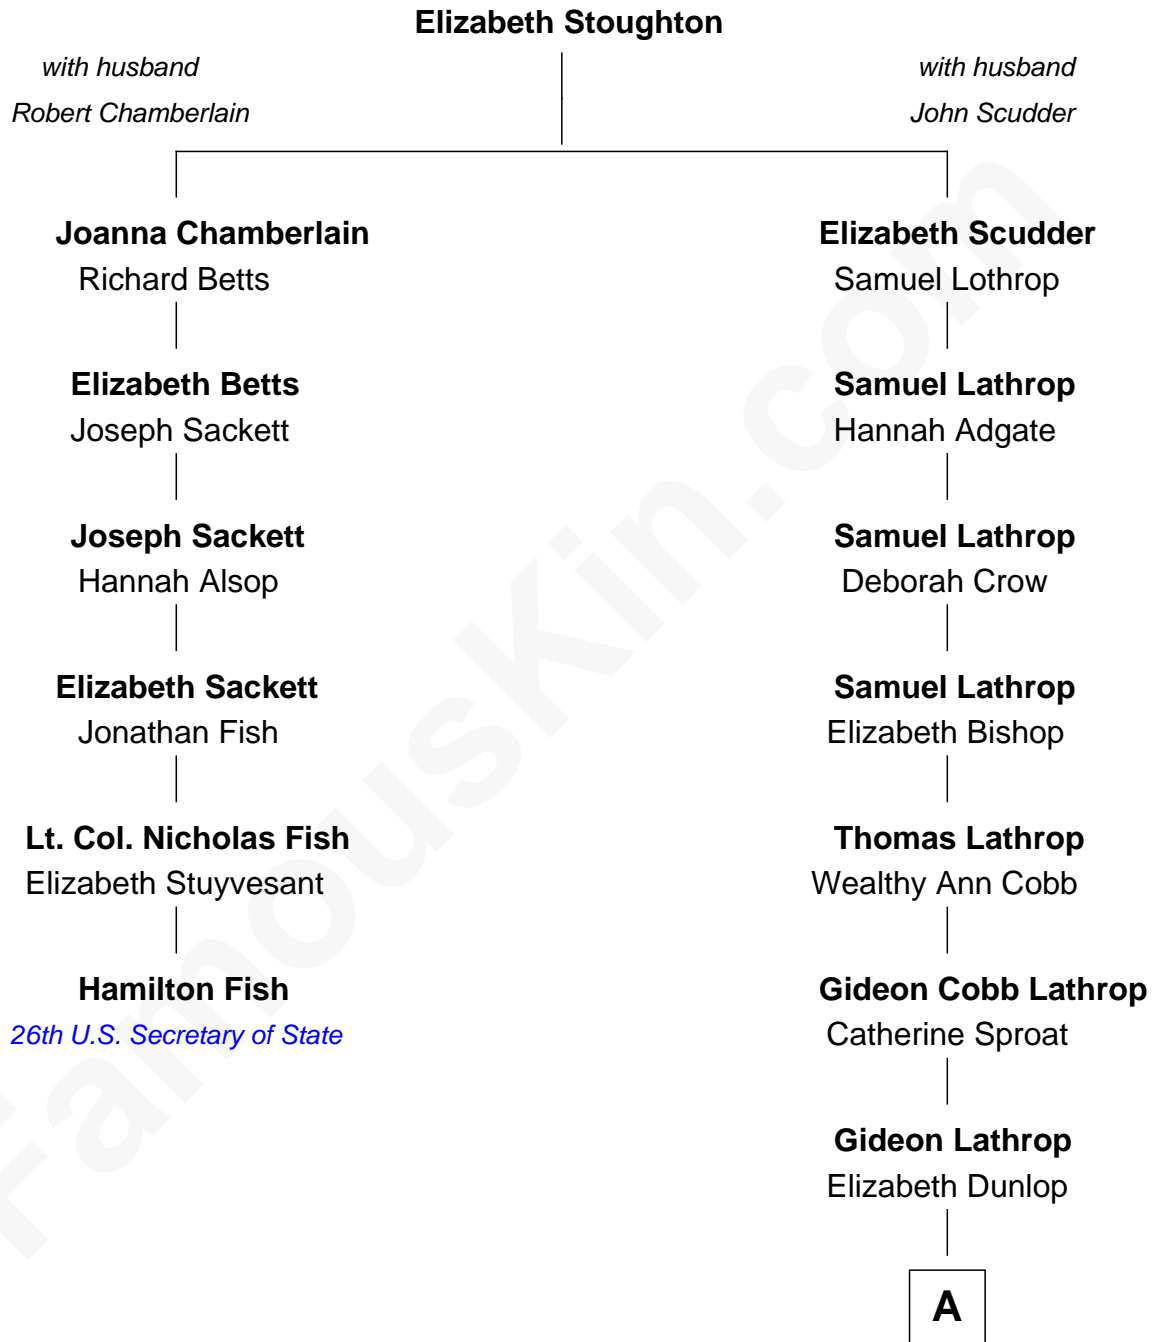 Elizabeth Stoughton
with husband
Robert Chamberlain
with husband
John Scudder
Joanna Chamberlain
Richard Betts
Elizabeth Scudder
Samuel Lothrop
Elizabeth Betts
Joseph Sackett
Samuel Lathrop
Hannah Adgate
Joseph Sackett
Hannah Alsop
Samuel Lathrop
Deborah Crow
Elizabeth Sackett
Jonathan Fish
Samuel Lathrop
Elizabeth Bishop
Lt. Col. Nicholas Fish
Elizabeth Stuyvesant
Thomas Lathrop
Wealthy Ann Cobb
Hamilton Fish
26th U.S. Secretary of State
Gideon Cobb Lathrop
Catherine Sproat
Gideon Lathrop
Elizabeth Dunlop
A
FamousKin.com